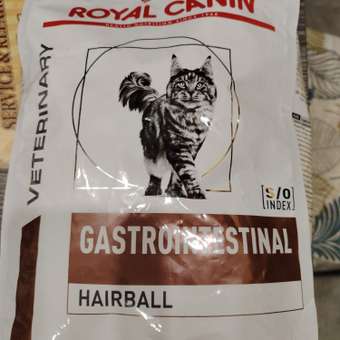 ROYAL CANIN
VETERINARY
S/O
INDEX
GASTROINTESTINAL
HAIRBALL